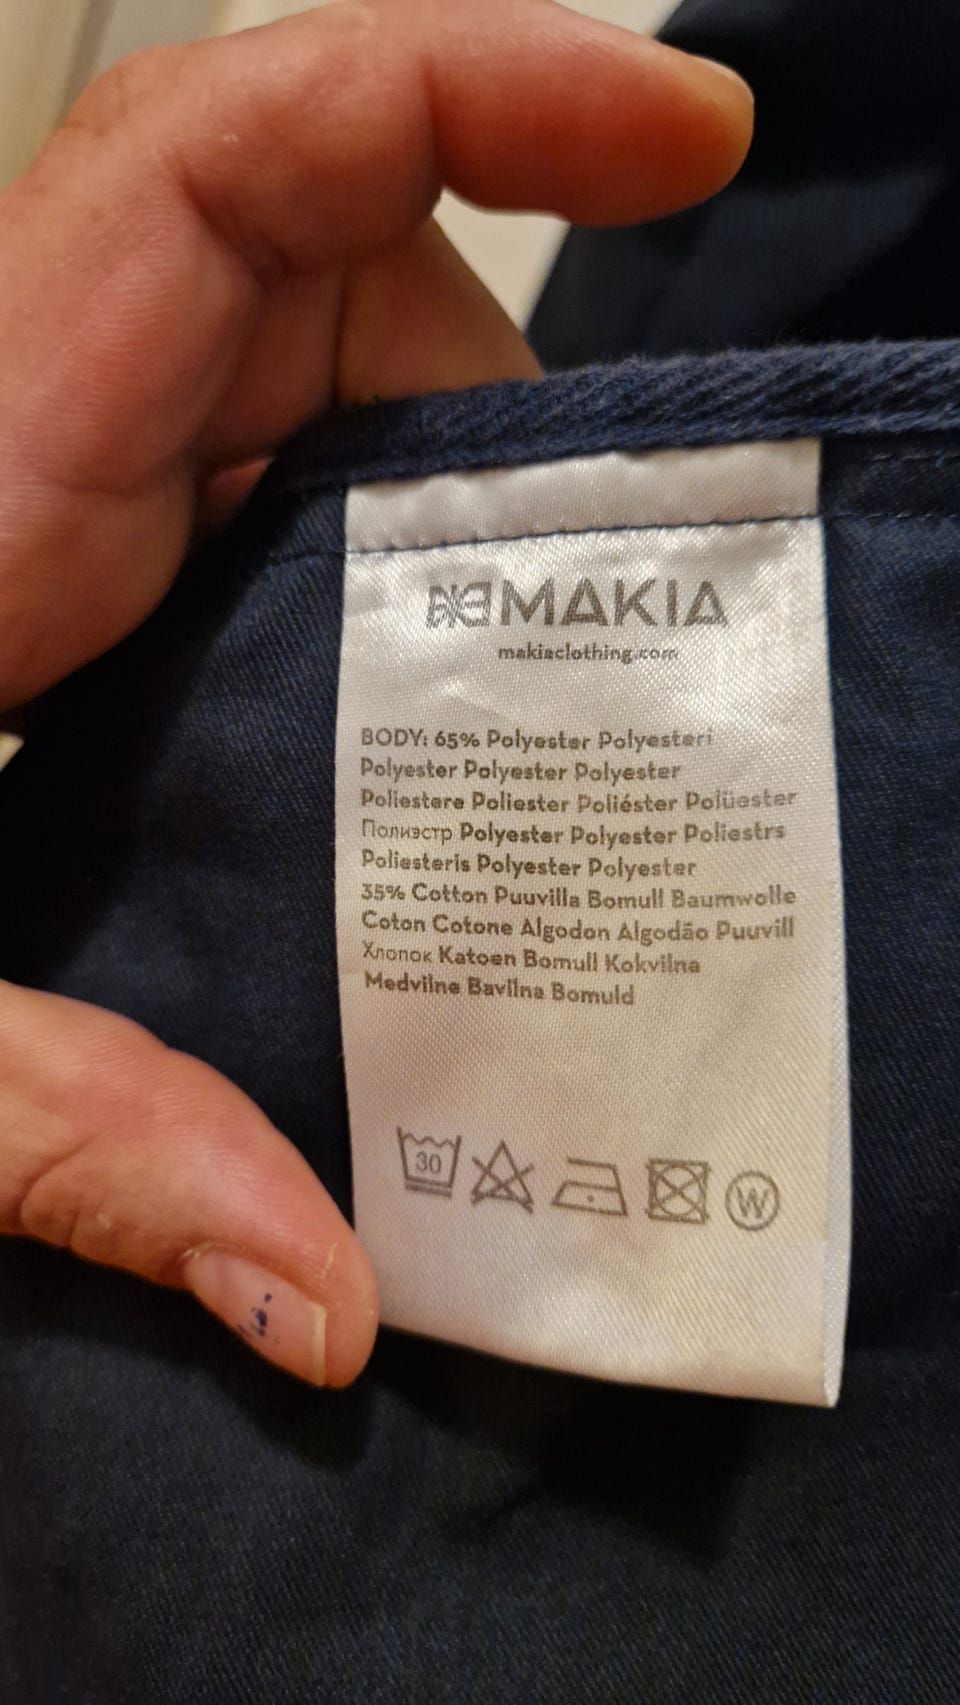 MAKIA
makiaclothing.com
BODY: 65% Polyester Polyesteri
Polyester Polyester Polyester
Poliestere Poliester Poliéster Polüester
Полиэстр Polyester Polyester Poliestrs
Poliesteris Polyester Polyester
35% Cotton Puuvilla Bomull Baumwolle
Coton Cotone Algodon Algodão Puuvill
Хлопок Katoen Bomull Kokvilna
Medvilne Bavlna Bomuld
30 W